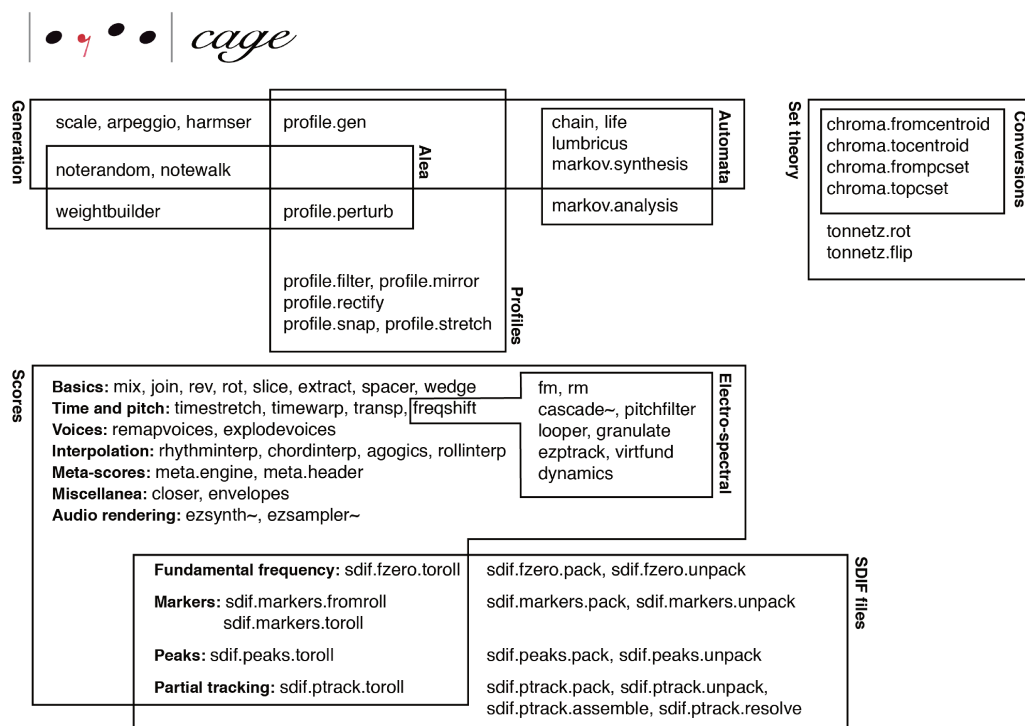 cage
Generation
scale, arpeggio, harmser
profile.gen
chain, life
lumbricus
markov.synthesis
Automata
noterandom, notewalk
Alea
weightbuilder
profile.perturb
markov.analysis
profile.filter, profile.mirror
profile.rectify
profile.snap, profile.stretch
Profiles
Set theory
chroma.fromcentroid
chroma.tocentroid
chroma.frompcset
chroma.topcset
Conversions
tonnetz.rot
tonnetz.flip
Scores
Basics: mix, join, rev, rot, slice, extract, spacer, wedge
Time and pitch: timestretch, timewarp, transp, freqshift
Voices: remapvoices, explodevoices
Interpolation: rhythminterp, chordinterp, agogics, rollinterp
Meta-scores: meta.engine, meta.header
Miscellanea: closer, envelopes
Audio rendering: ezsynth~, ezsampler~
fm, rm
cascade~, pitchfilter
looper, granulate
ezptrack, virtfund
dynamics
Electro-spectral
Fundamental frequency: sdif.fzero.toroll
sdif.fzero.pack, sdif.fzero.unpack
Markers: sdif.markers.fromroll
sdif.markers.toroll
sdif.markers.pack, sdif.markers.unpack
Peaks: sdif.peaks.toroll
sdif.peaks.pack, sdif.peaks.unpack
Partial tracking: sdif.ptrack.toroll
sdif.ptrack.pack, sdif.ptrack.unpack,
sdif.ptrack.assemble, sdif.ptrack.resolve
SDIF files